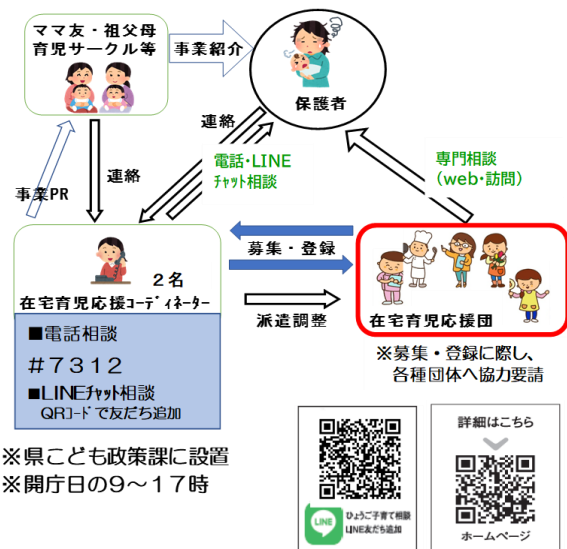 ママ友・祖父母
育児サークル等
事業紹介
保護者
連絡
電話・LINE
ﾁｬｯﾄ相談
専門相談
（web・訪問）
連絡
事業PR
募集・登録
２名
在宅育児応援ｺｰﾃﾞｨﾈｰﾀｰ
派遣調整
在宅育児応援団
■電話相談
＃７３１２
■LINEﾁｬｯﾄ相談
QRｺｰﾄﾞで友だち追加
※募集・登録に際し、
各種団体へ協力要請
※県こども政策課に設置
※開庁日の９～１７時
LINE
ひょうご子育て相談
LINE友だち追加
詳細はこちら
ホームページ